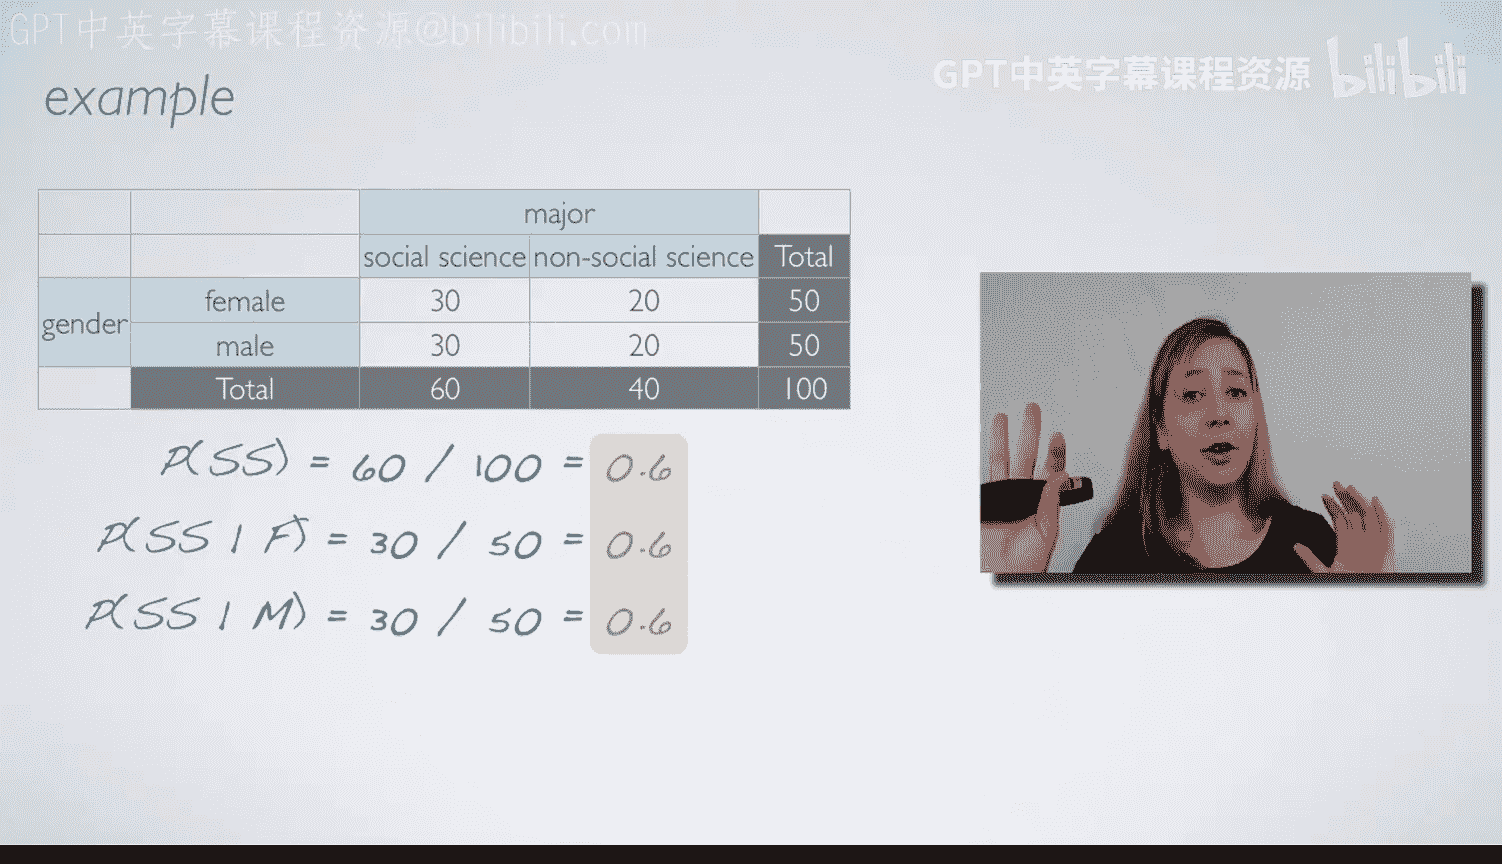 GPT中英字幕课程资源@bilibili.com
GPT中英字幕课程资源 bilibili
example
major
social science non-social science Total
gender
female 30 20 50
male 30 20 50
Total 60 40 100
P(SS) = 60 / 100 = 0.6
P(SS | F) = 30 / 50 = 0.6
P(SS | M) = 30 / 50 = 0.6